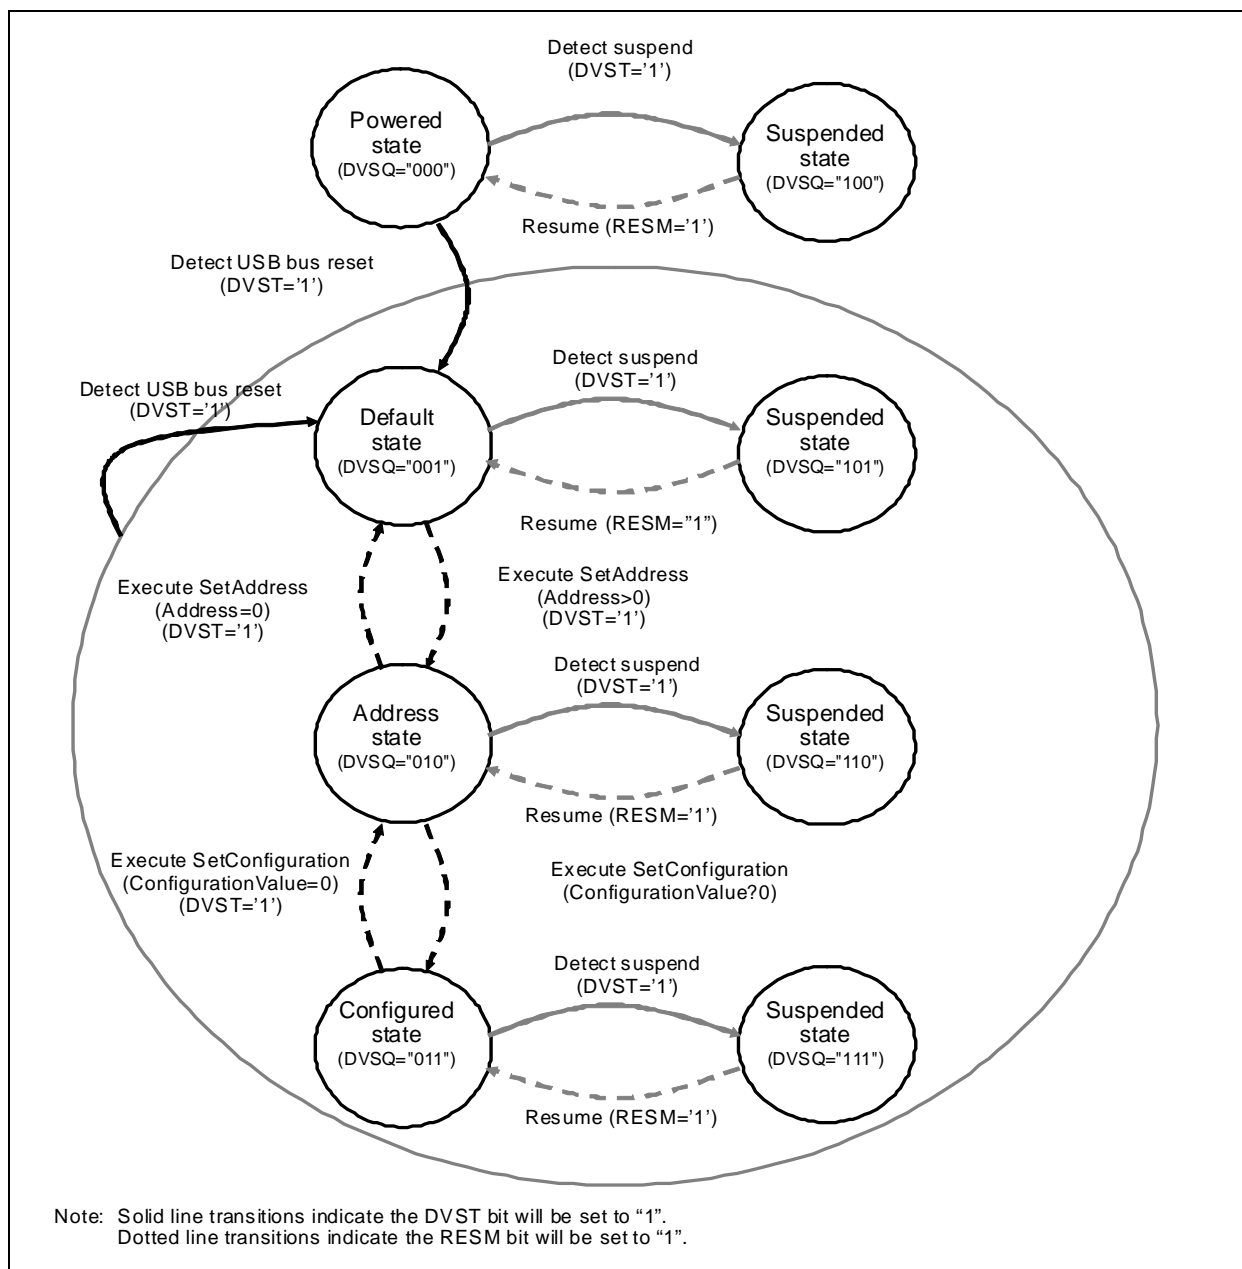 Detect suspend
(DVST='1')
Powered
state
(DVSQ="000")
Suspended
state
(DVSQ="100")
Resume (RESM='1')
Detect USB bus reset
(DVST='1')
Detect suspend
(DVST='1')
Detect USB bus reset
(DVST='1')
Default
state
(DVSQ="001")
Suspended
state
(DVSQ="101")
Resume (RESM=”1”)
Execute SetAddress
(Address=0)
(DVST='1')
Execute SetAddress
(Address>0)
(DVST='1')
Detect suspend
(DVST='1')
Address
state
(DVSQ="010")
Suspended
state
(DVSQ="110")
Resume (RESM='1')
Execute SetConfiguration
(ConfigurationValue=0)
(DVST='1')
Execute SetConfiguration
(ConfigurationValue?0)
Detect suspend
(DVST='1')
Configured
state
(DVSQ="011")
Suspended
state
(DVSQ="111")
Resume (RESM='1')
Note: Solid line transitions indicate the DVST bit will be set to “1”.
Dotted line transitions indicate the RESM bit will be set to “1”.